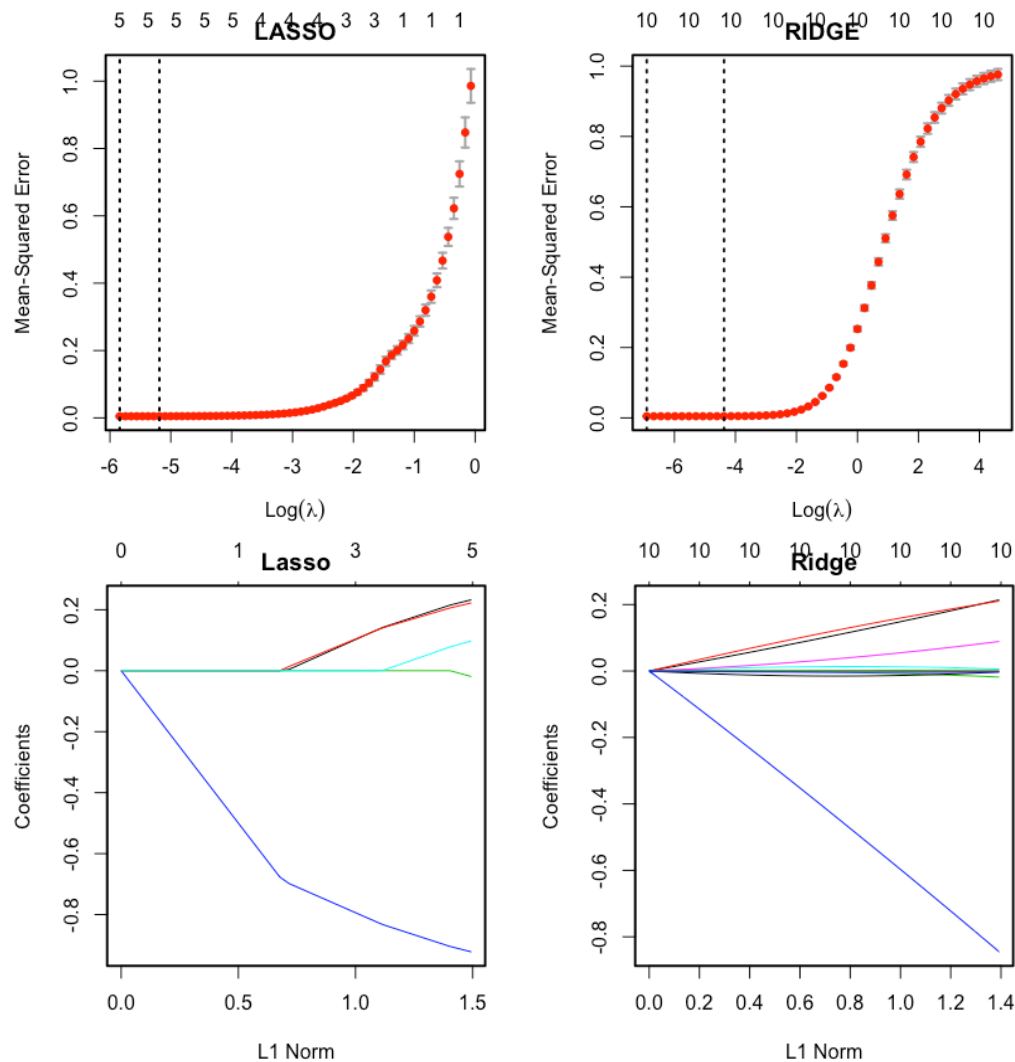 5 5 5 5 4 4 4 3 3 1 1 1
LASSO
Mean-Squared Error
0.0 0.2 0.4 0.6 0.8 1.0
-6 -5 -4 -3 -2 -1 0
Log(λ)
10 10 10 10 10 10 10 10 10 10
RIDGE
Mean-Squared Error
0.0 0.2 0.4 0.6 0.8 1.0
-6 -4 -2 0 2 4
Log(λ)
0 1 3 5
Lasso
Coefficients
-0.8 -0.6 -0.4 -0.2 0.0 0.2
0.0 0.5 1.0 1.5
L1 Norm
10 10 10 10 10 10 10 10
Ridge
Coefficients
-0.8 -0.6 -0.4 -0.2 0.0 0.2
0.0 0.2 0.4 0.6 0.8 1.0 1.2 1.4
L1 Norm